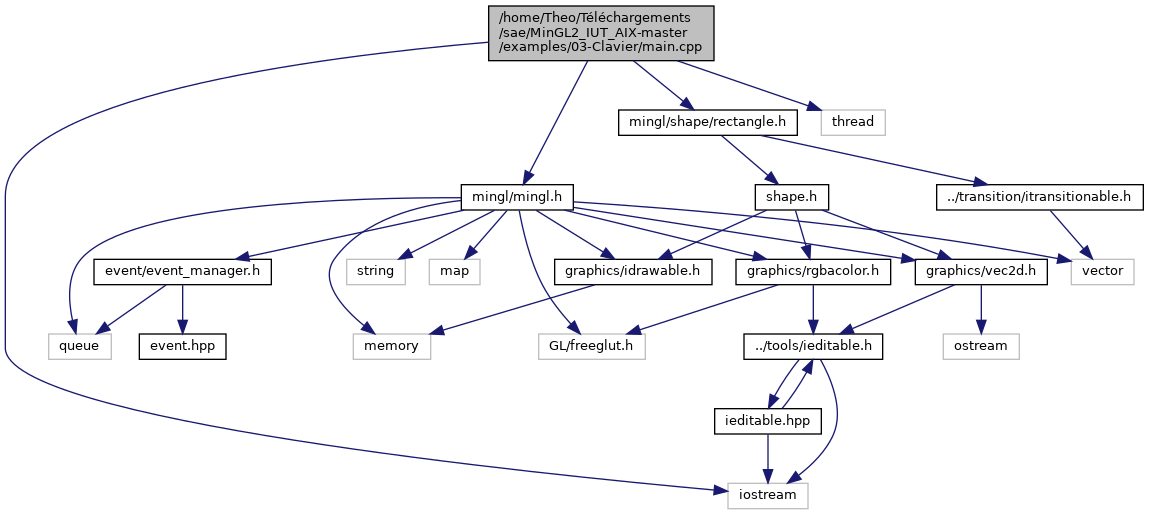 /home/Theo/Téléchargements
/sae/MinGL2_IUT_AIX-master
/examples/03-Clavier/main.cpp
mingl/shape/rectangle.h
thread
mingl/mingl.h
shape.h
../transition/itransitionable.h
event/event_manager.h
string
map
graphics/idrawable.h
graphics/rgbacolor.h
graphics/vec2d.h
vector
queue
event.hpp
memory
GL/freeglut.h
../tools/ieditable.h
ostream
ieditable.hpp
iostream